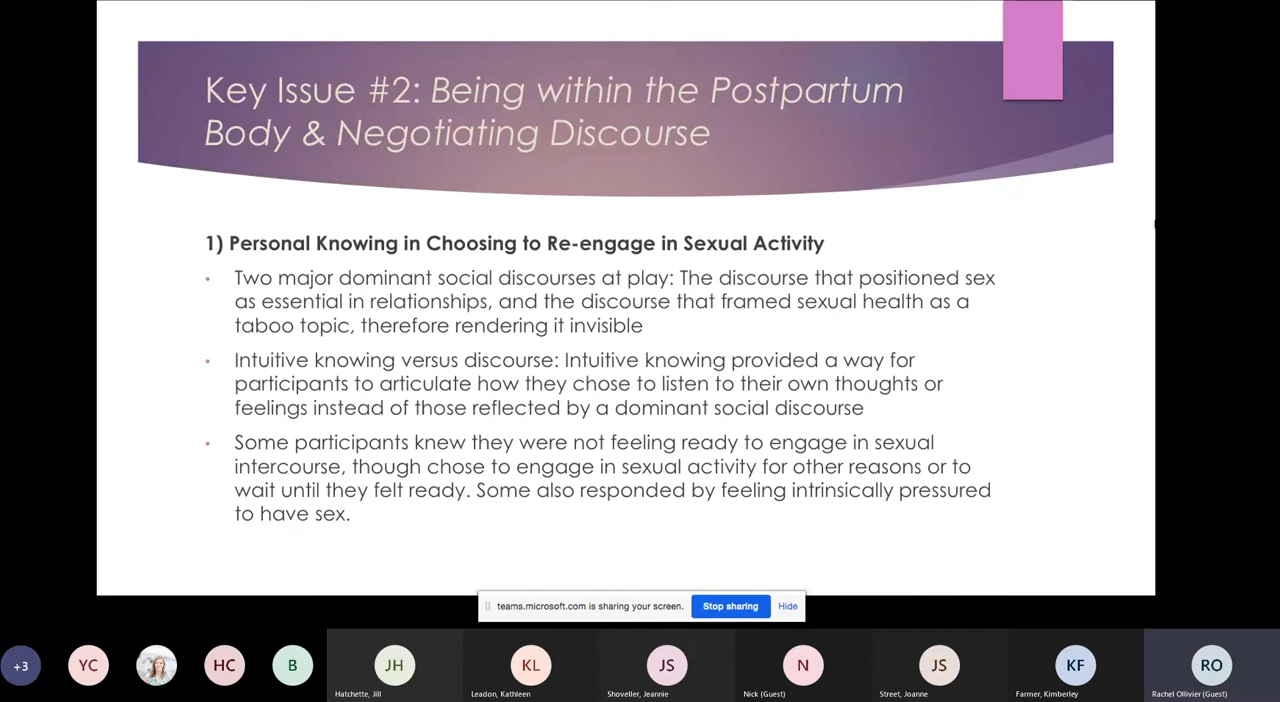 Key Issue #2: Being within the Postpartum
Body & Negotiating Discourse
1) Personal Knowing in Choosing to Re-engage in Sexual Activity
• Two major dominant social discourses at play: The discourse that positioned sex
as essential in relationships, and the discourse that framed sexual health as a
taboo topic, therefore rendering it invisible
• Intuitive knowing versus discourse: Intuitive knowing provided a way for
participants to articulate how they chose to listen to their own thoughts or
feelings instead of those reflected by a dominant social discourse
• Some participants knew they were not feeling ready to engage in sexual
intercourse, though chose to engage in sexual activity for other reasons or to
wait until they felt ready. Some also responded by feeling intrinsically pressured
to have sex.
teams.microsoft.com is sharing your screen. Stop sharing Hide
+3 YC HC B JH KL JS N JS KF RO
Hatchette, Jill Leadon, Kathleen Shoveller, Jeannie Nick (Guest) Street, Joanne Farmer, Kimberley Rachel Ollivier (Guest)